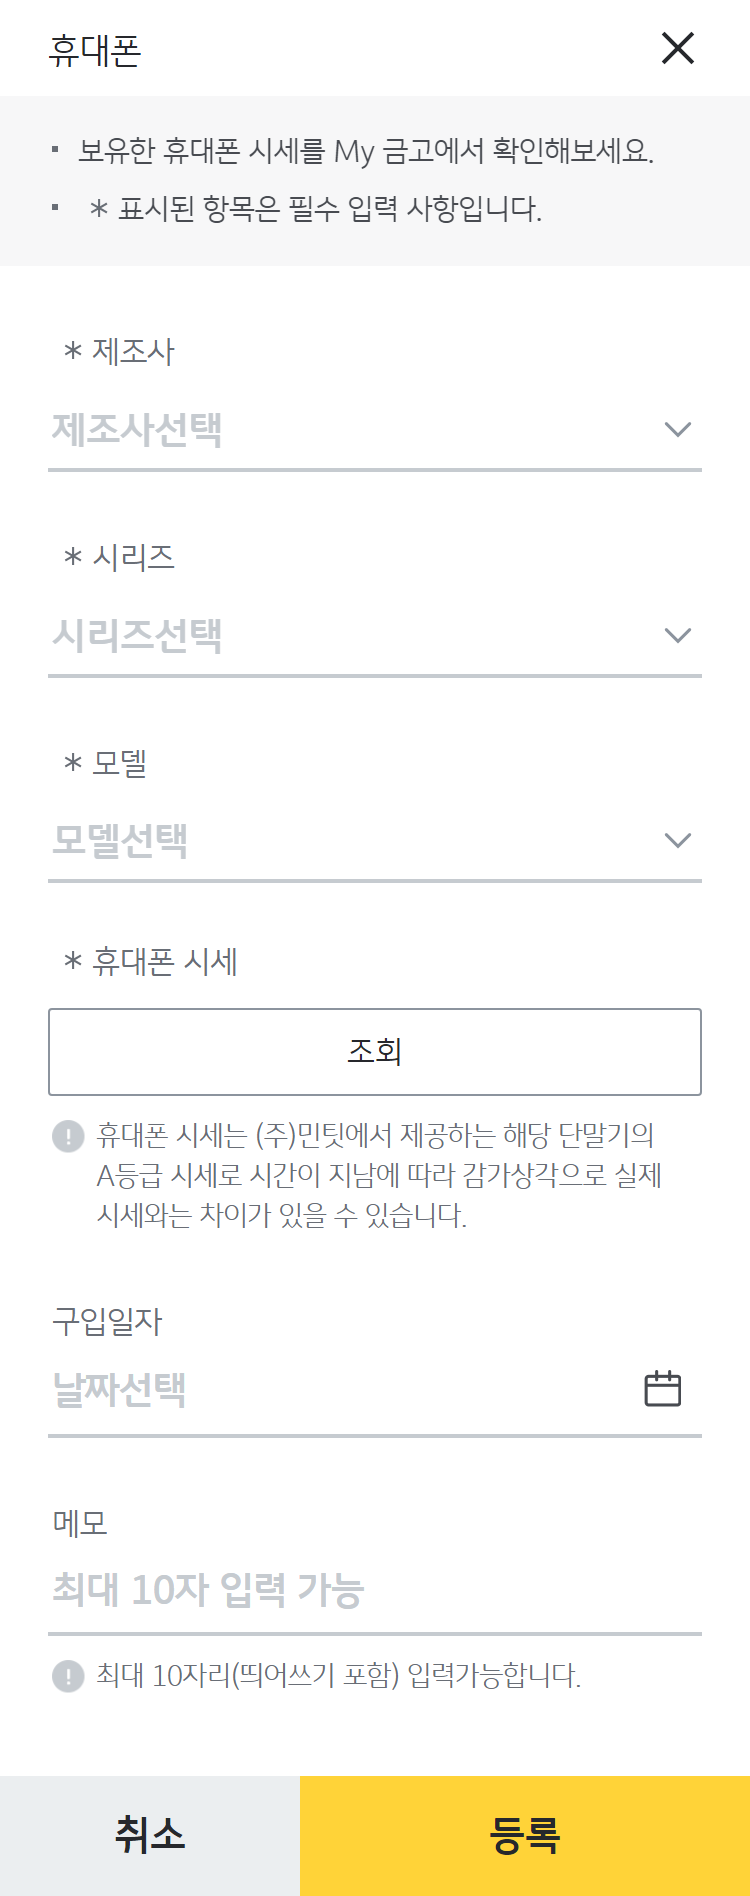 휴대폰
보유한 휴대폰 시세를 My 금고에서 확인해보세요.
* 표시된 항목은 필수 입력 사항입니다.
* 제조사
제조사선택
* 시리즈
시리즈선택
* 모델
모델선택
* 휴대폰 시세
조회
휴대폰 시세는 (주)민팃에서 제공하는 해당 단말기의
A등급 시세로 시간이 지남에 따라 감가상각으로 실제
시세와는 차이가 있을 수 있습니다.
구입일자
날짜선택
메모
최대 10자 입력 가능
최대 10자리(띄어쓰기 포함) 입력가능합니다.
취소
등록